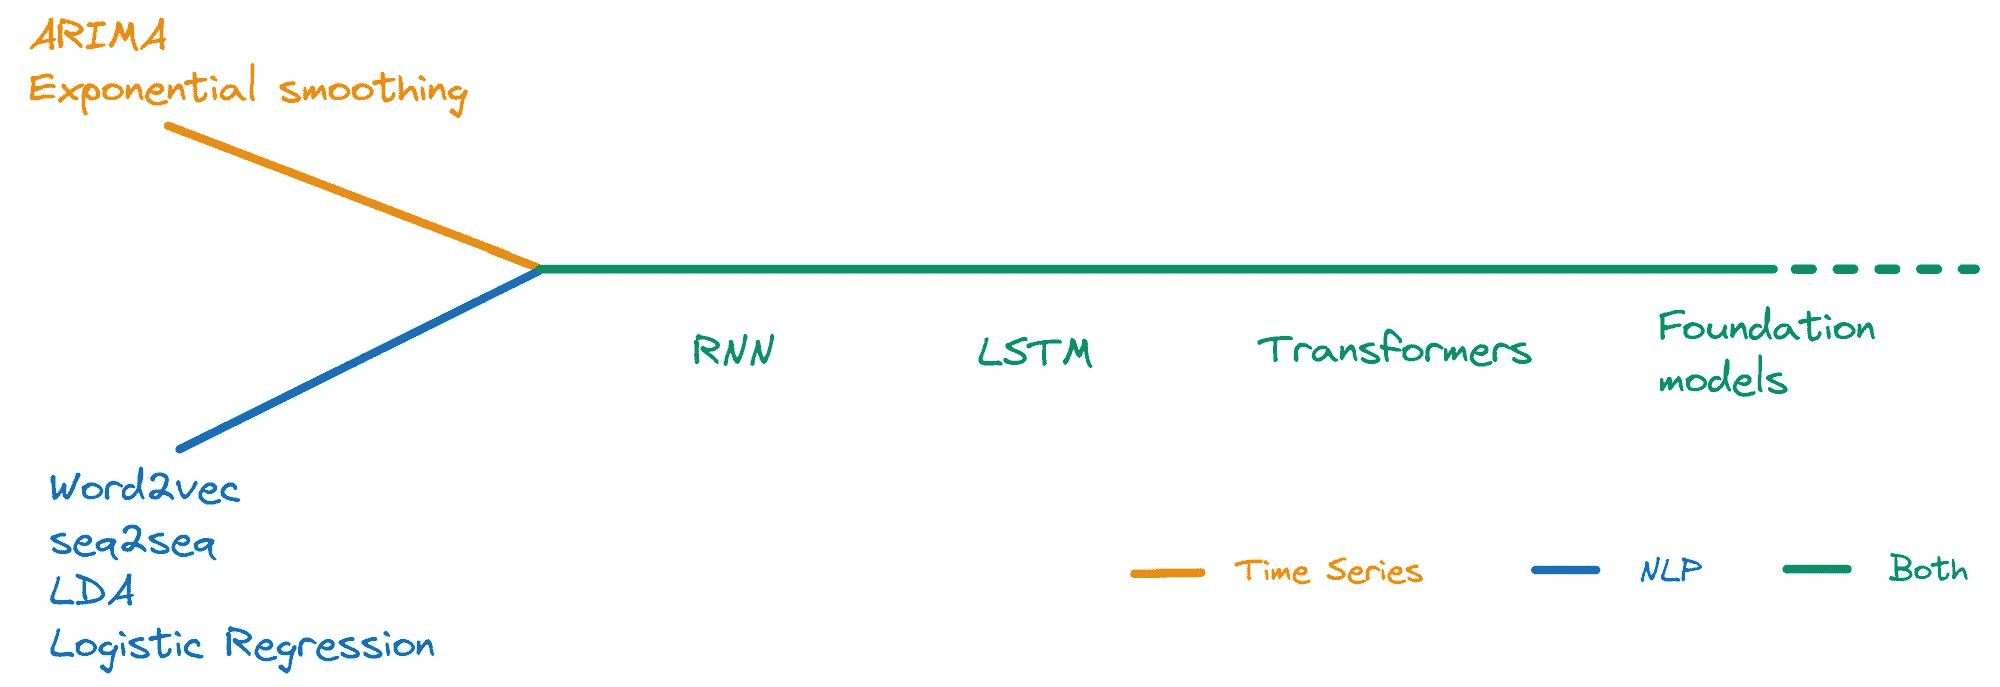 ARIMA
Exponential smoothing
RNN
LSTM
Transformers
Foundation
models
Word2vec
seq2seq
LDA
Logistic Regression
Time Series
NLP
Both